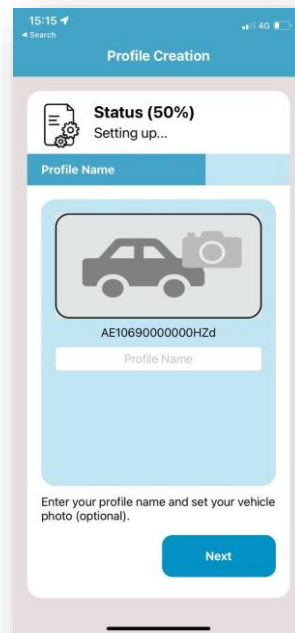 15:15
4G
Search
Profile Creation
Status (50%)
Setting up...
Profile Name
AE10690000000HZd
Profile Name
Enter your profile name and set your vehicle
photo (optional).
Next